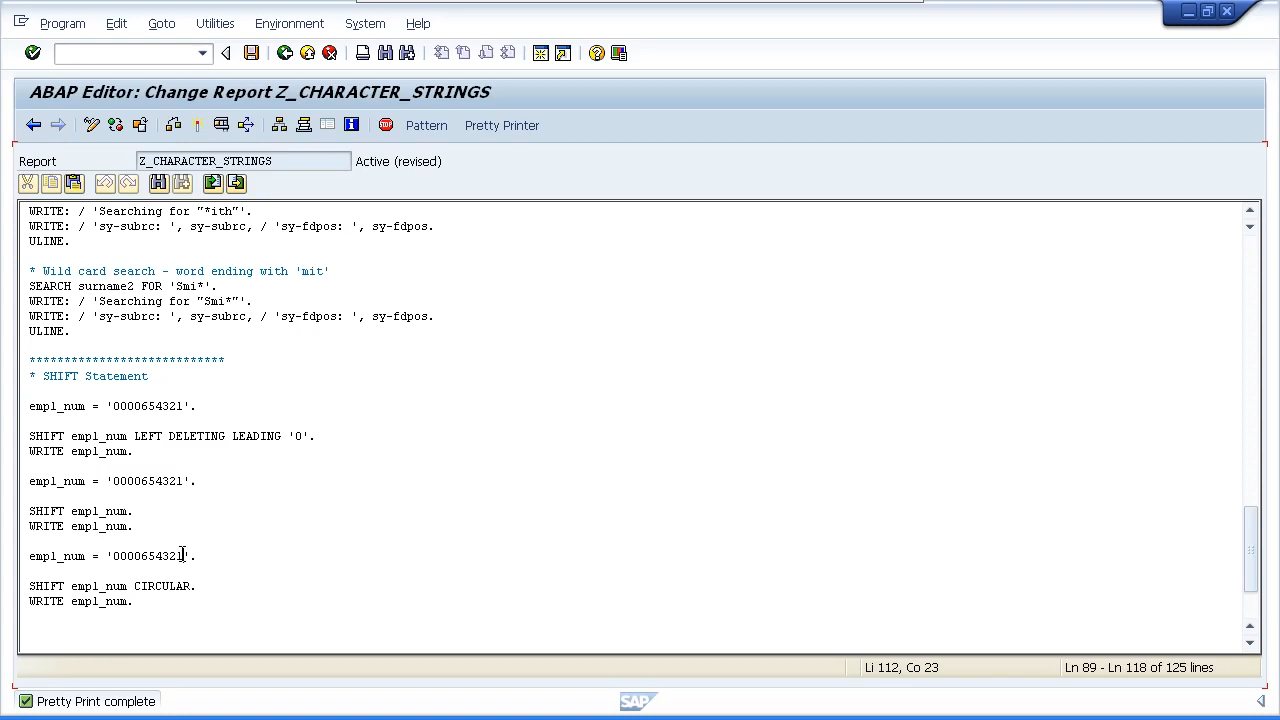 Program Edit Goto Utilities Environment System Help
ABAP Editor: Change Report Z_CHARACTER_STRINGS
Pattern Pretty Printer
Report Z_CHARACTER_STRINGS Active (revised)
WRITE: / 'Searching for "*ith"'.
WRITE: / 'sy-subrc: ', sy-subrc, / 'sy-fdpos: ', sy-fdpos.
ULINE.
* Wild card search - word ending with 'mit'
SEARCH surname2 FOR 'Smi*'.
WRITE: / 'Searching for "Smi*"'.
WRITE: / 'sy-subrc: ', sy-subrc, / 'sy-fdpos: ', sy-fdpos.
ULINE.
****************************
* SHIFT Statement
empl_num = '0000654321'.
SHIFT empl_num LEFT DELETING LEADING '0'.
WRITE empl_num.
empl_num = '0000654321'.
SHIFT empl_num.
WRITE empl_num.
empl_num = '0000654321'.
SHIFT empl_num CIRCULAR.
WRITE empl_num.
Li 112, Co 23 Ln 89 - Ln 118 of 125 lines
Pretty Print complete
SAP